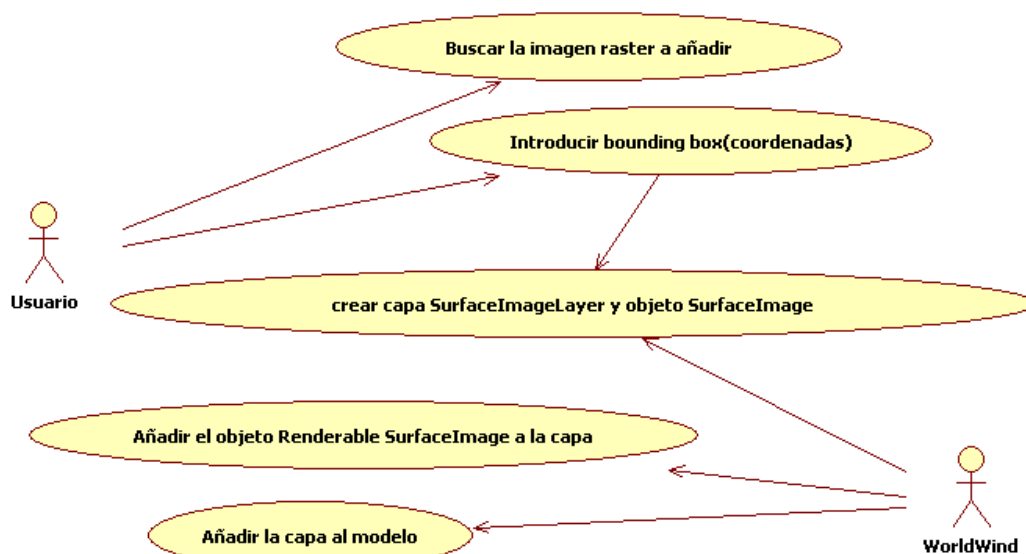 Buscar la imagen raster a añadir
Introducir bounding box(coordenadas)
Usuario
crear capa SurfaceImageLayer y objeto SurfaceImage
Añadir el objeto Renderable SurfaceImage a la capa
Añadir la capa al modelo
WorldWind